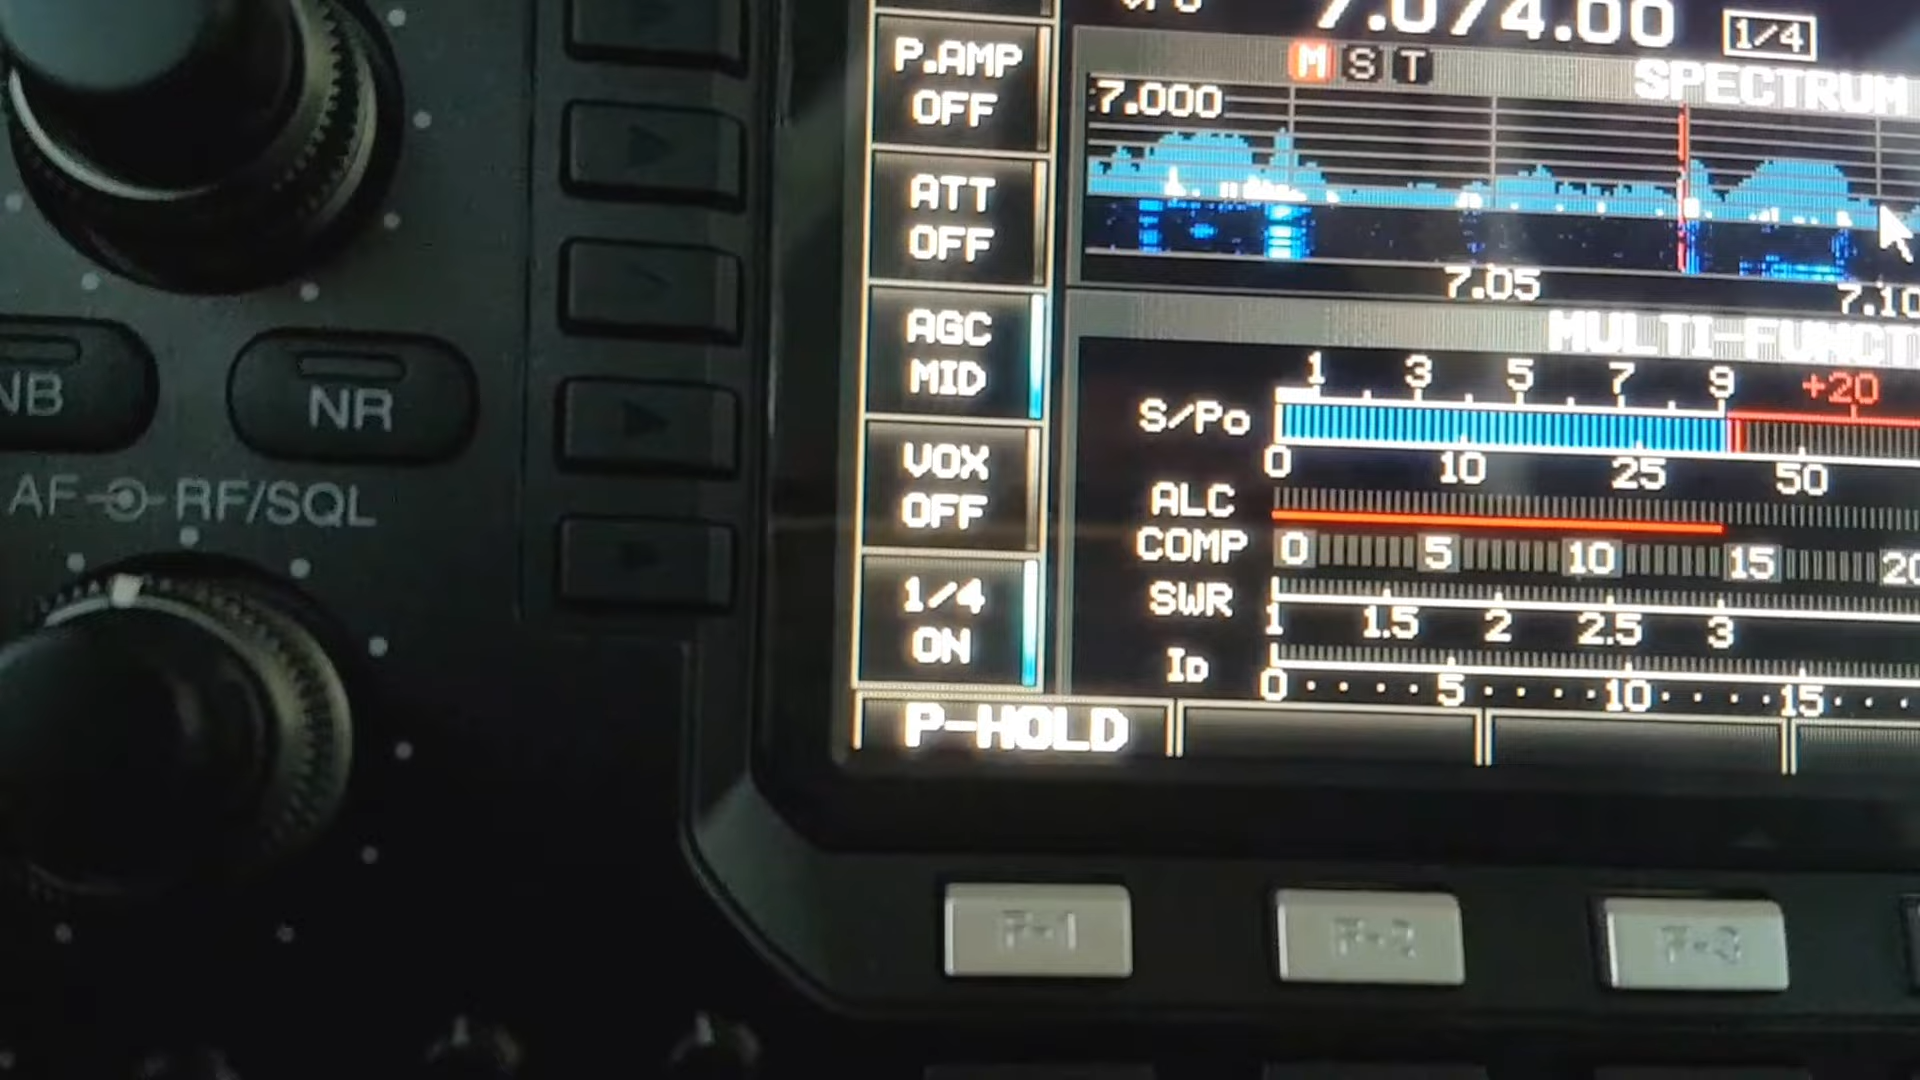 VFO 7.074.00 1/4
P.AMP
OFF
M S T
SPECTRUM
7.000
ATT
OFF
7.05
7.10
AGC
MID
MULTI-FUNCT
1 3 5 7 9 +20
S/Po
0 10 25 50
VOX
OFF
ALC
COMP
0 5 10 15 20
1/4
ON
SWR
1 1.5 2 2.5 3
ID
0 5 10 15
P-HOLD
NB
NR
AF RF/SQL
F-1
F-2
F-3